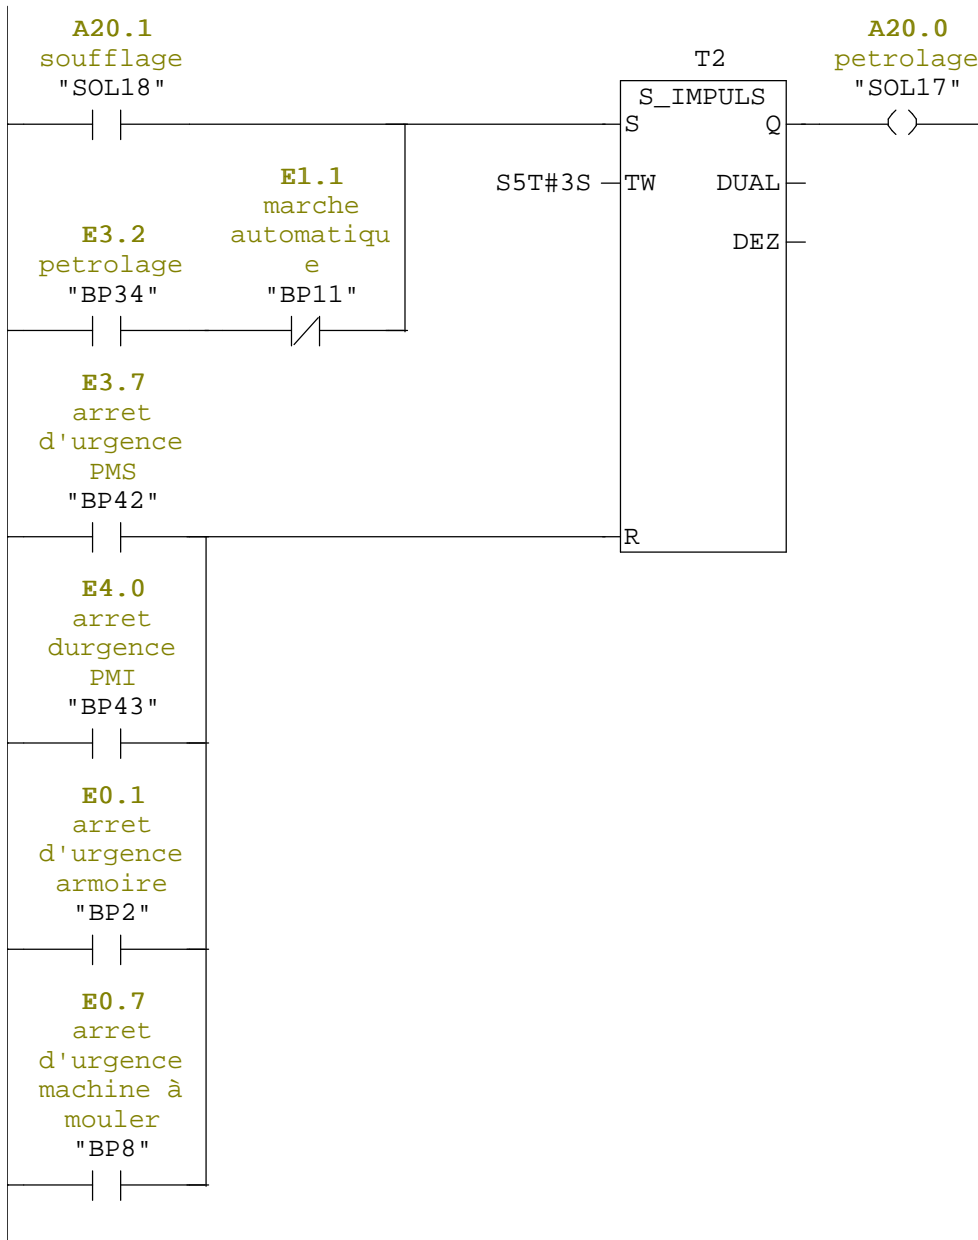 A20.1
soufflage
"SOL18"
T2
A20.0
petrolage
"SOL17"
S_IMPULS
S
Q
S5T#3S
TW
DUAL
DEZ
E3.2
petrolage
"BP34"
E1.1
marche
automatiqu
e
"BP11"
E3.7
arret
d'urgence
PMS
"BP42"
R
E4.0
arret
durgence
PMI
"BP43"
E0.1
arret
d'urgence
armoire
"BP2"
E0.7
arret
d'urgence
machine à
mouler
"BP8"